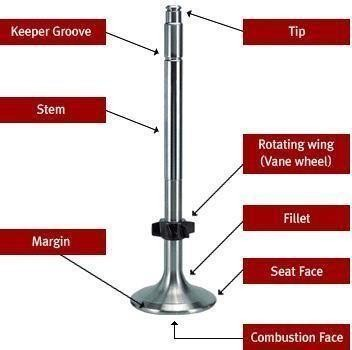 Keeper Groove
Tip
Stem
Rotating wing
(Vane wheel)
Fillet
Margin
Seat Face
Combustion Face